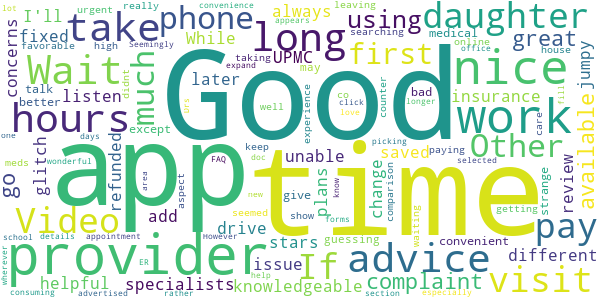 lot urgent really convenience leaving
favorable high Seemingly appears
I'll take phone always using daughter
fixed While searching medical great
concerns talk better later taking expand UPMC long first online office house jumpy
Wait much listen didnt Good may nice
hours except urs well experience co click love counter bad longer insurance work care fill
one days meds glitch refunded keep unable saved paying Other available
go wonderful FAQ doc picking selected review
app time
Video add area aspect new give know plans change comparison strange pay
school details appointment However drive seemed show forms waiting getting
wherever provider stars guessing If advice convenient different
ER issue help complaint
helpful specialists knowledgeable visit
consuming advertised rather section especially